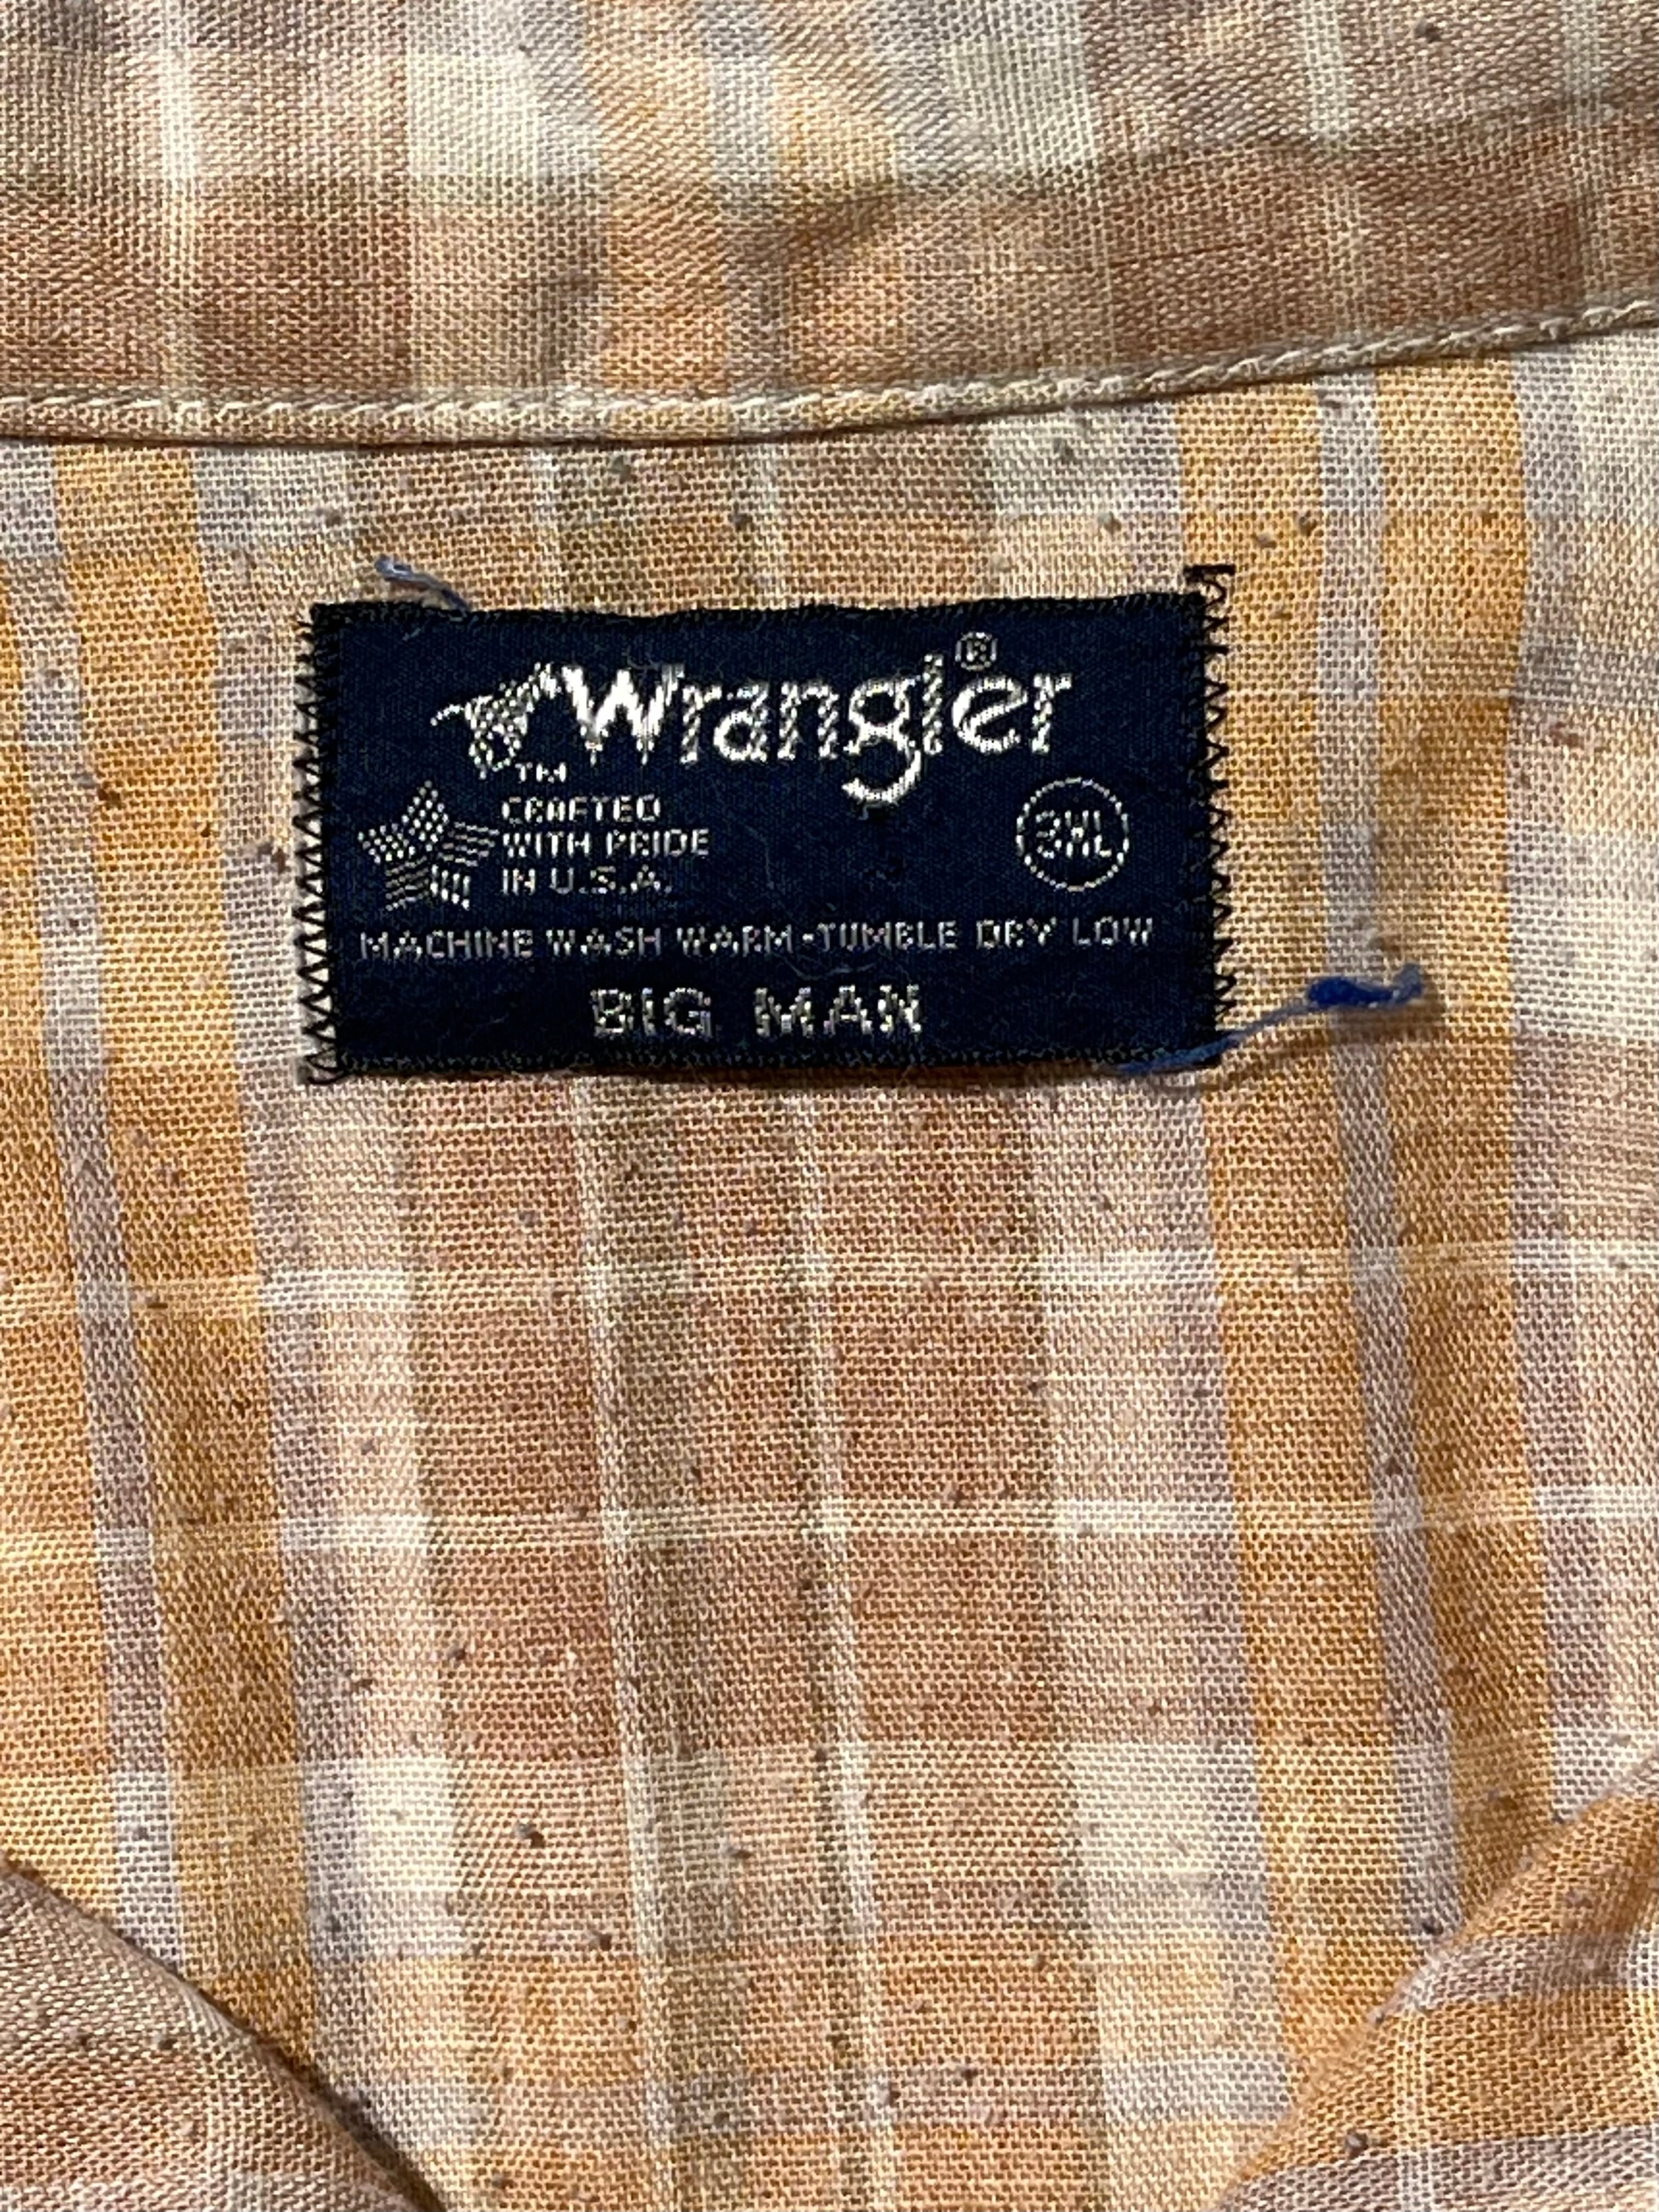 Wrangler®
TM
CRAFTED
WITH PRIDE
IN U.S.A.
3XL
MACHINE WASH WARM-TUMBLE DRY LOW
BIG MAN